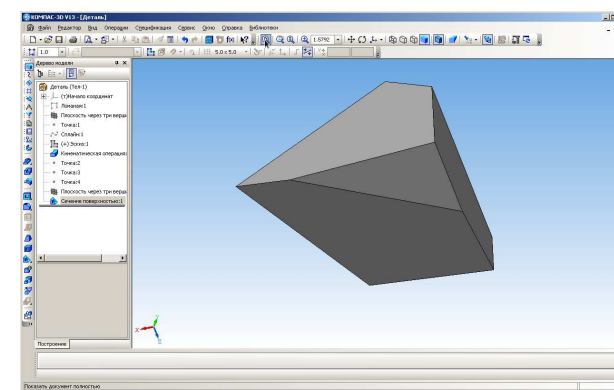 КОМПАС-3D V13 - [Деталь]
Файл Редактор Вид Операции Спецификация Сервис Окно Справка Библиотеки
1.5792
1.0
5.0 x 5.0
Дерево модели
Деталь (Тел-1)
(т)Начало координат
Ломаная:1
Плоскость через три верши
Точка:1
Сплайн:1
(+) Эскиз:1
Кинематическая операция:
Точка:2
Точка:3
Точка:4
Плоскость через три верши
Сечение поверхностью:1
Y
X
Z
Построение
Показать документ полностью